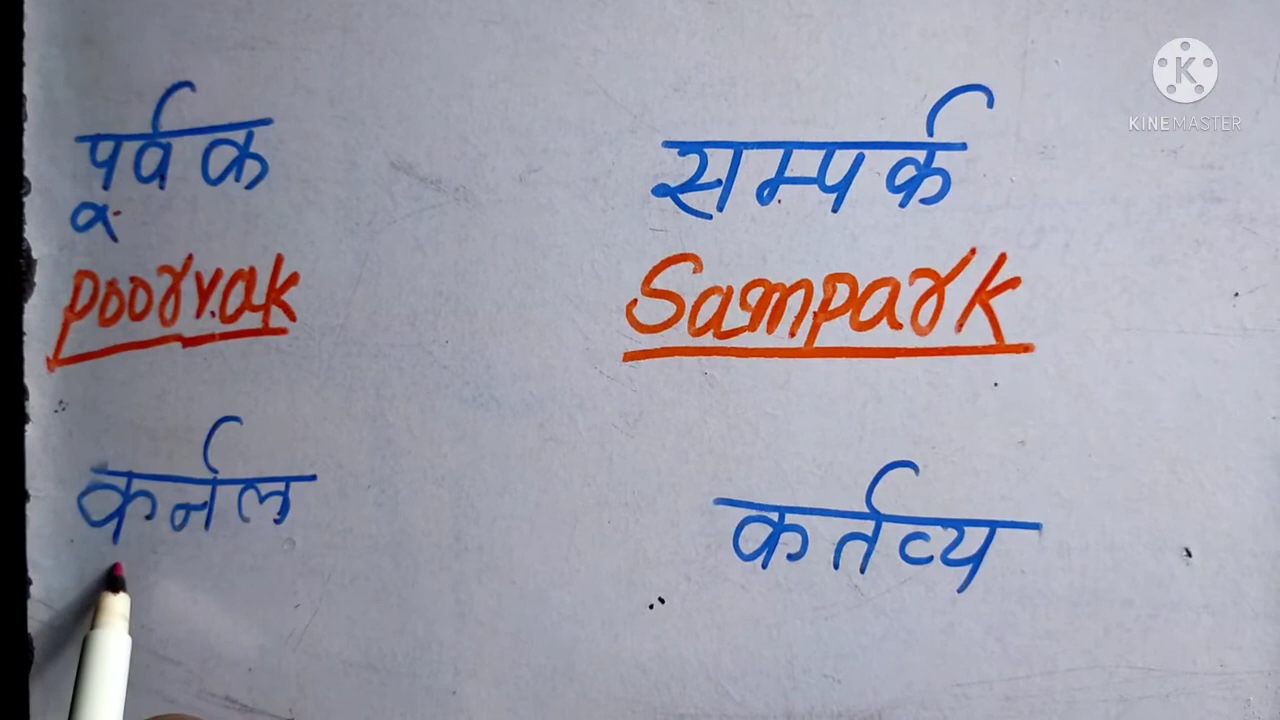 पूर्वक
सम्पर्क
KINEMASTER
poorvak
Sampark
कर्नल
कर्तव्य